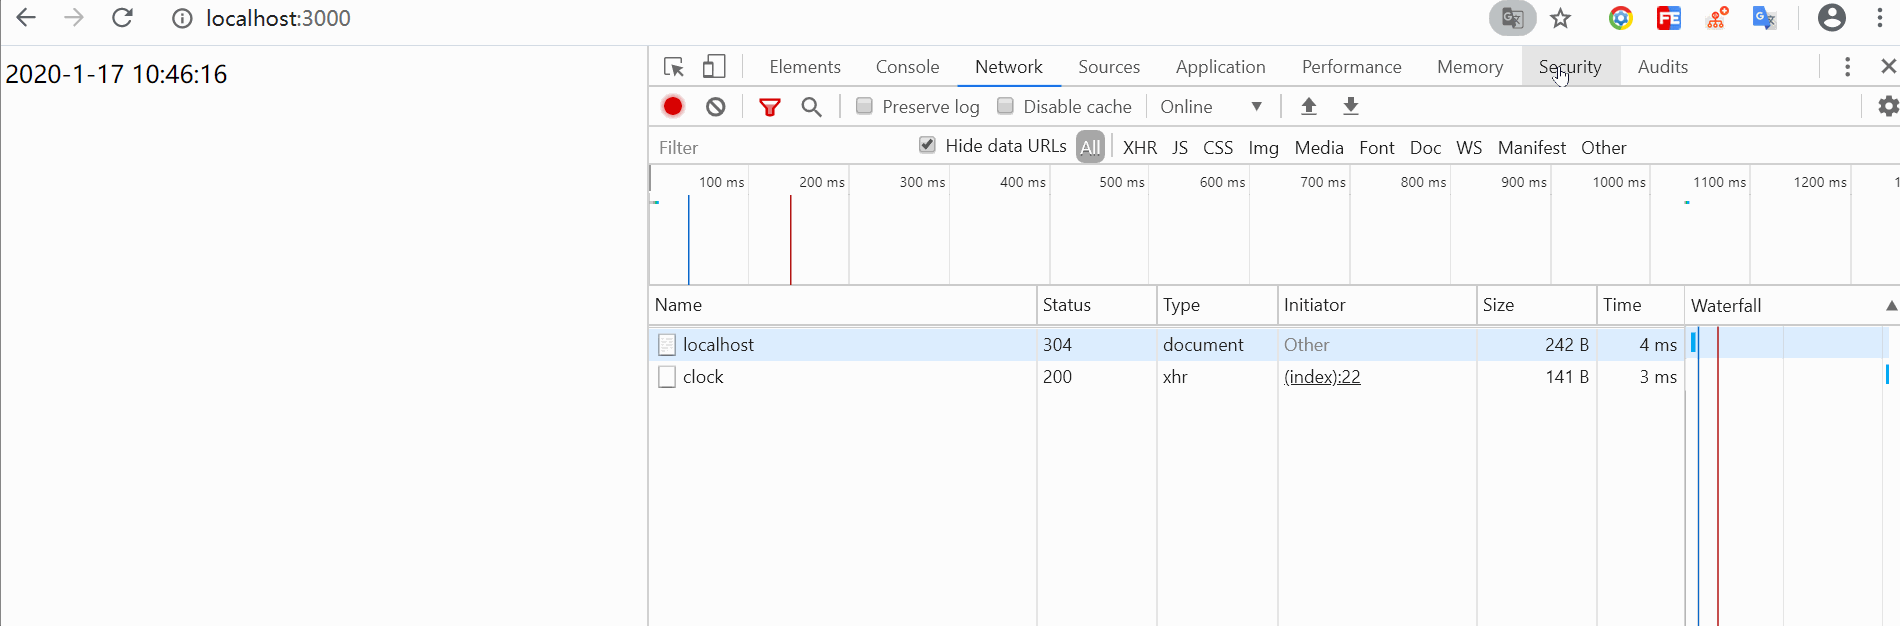 localhost:3000
2020-1-17 10:46:16
Elements Console Network Sources Application Performance Memory Security Audits
Preserve log Disable cache Online
Filter Hide data URLs All XHR JS CSS Img Media Font Doc WS Manifest Other
100 ms 200 ms 300 ms 400 ms 500 ms 600 ms 700 ms 800 ms 900 ms 1000 ms 1100 ms 1200 ms 1
Name Status Type Initiator Size Time Waterfall
localhost 304 document Other 242 B 4 ms
clock 200 xhr (index):22 141 B 3 ms